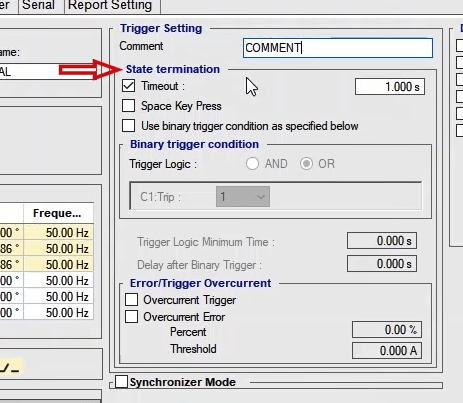 er Serial Report Setting
Trigger Setting
Comment COMMENT
ame:
AL
State termination
Timeout : 1.000 s
Space Key Press
Use binary trigger condition as specified below
Binary trigger condition
Trigger Logic : AND OR
C1:Trip : 1
Freque...
00 ° 50.00 Hz
86 ° 50.00 Hz
86 ° 50.00 Hz
00 ° 50.00 Hz
00 ° 50.00 Hz
00 ° 50.00 Hz
Trigger Logic Minimum Time : 0.000 s
Delay after Binary Trigger : 0.000 s
Error/Trigger Overcurrent
Overcurrent Trigger
Overcurrent Error
Percent 0.00 %
Threshold 0.000 A
Synchronizer Mode